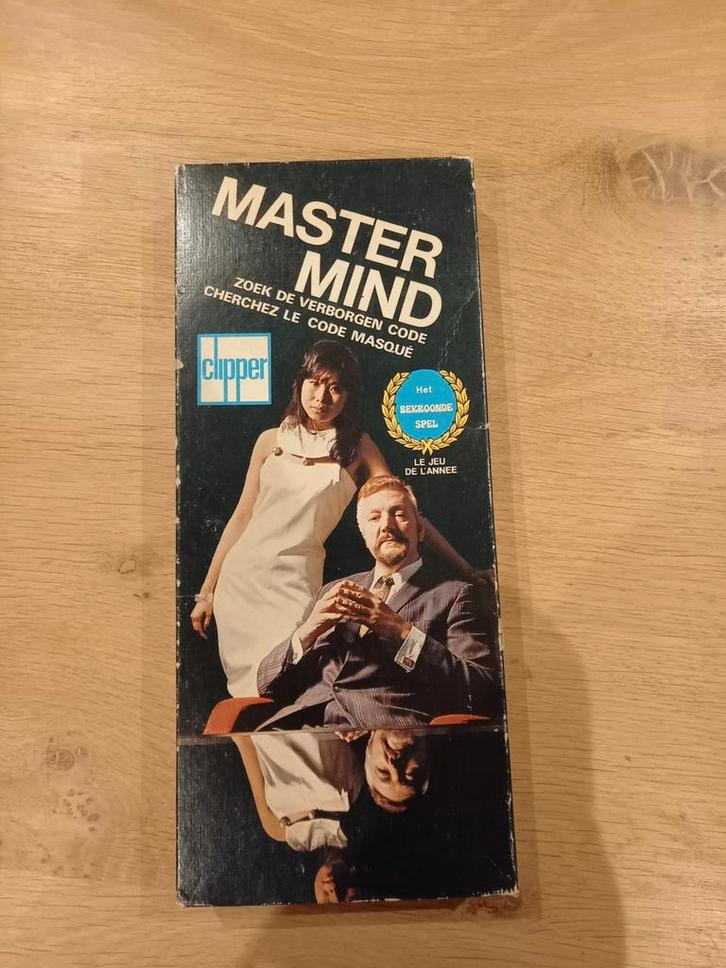 MASTER
MIND
ZOEK DE VERBORGEN CODE
CHERCHEZ LE CODE MASQUÉ
clipper
Het
BEKROONDE
SPEL
LE JEU
DE L'ANNEE